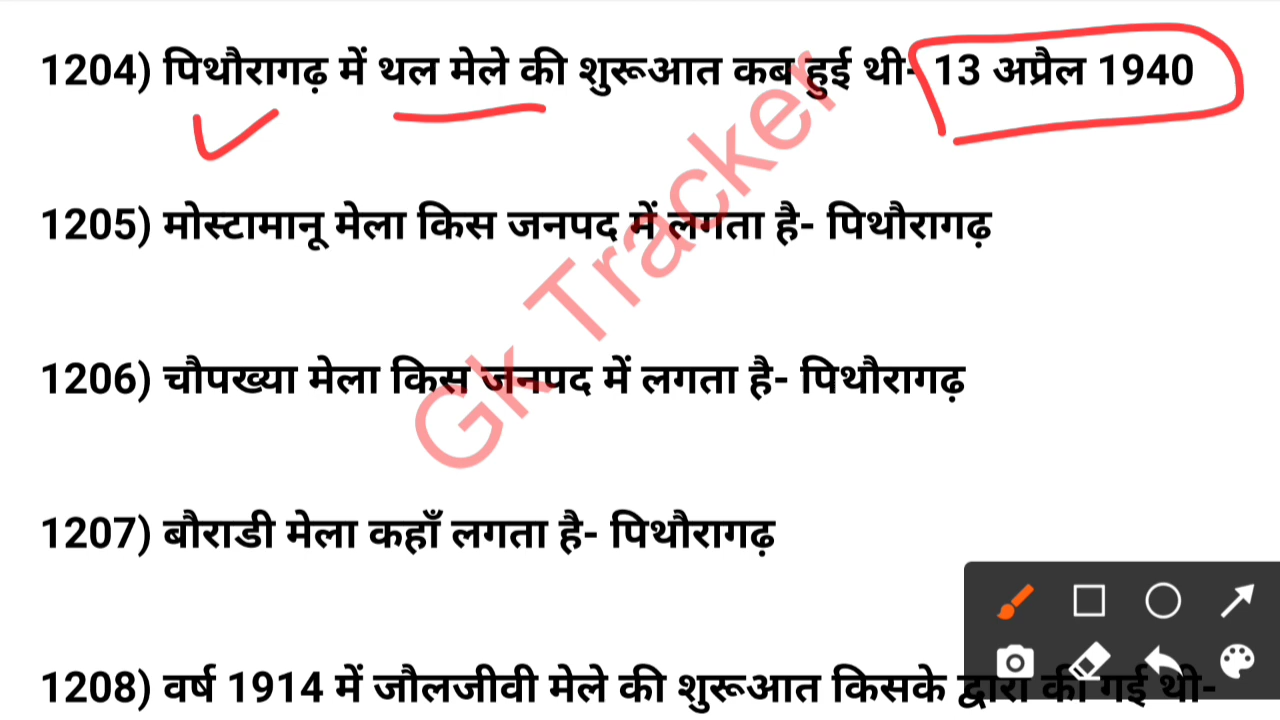 1204) पिथौरागढ़ में थल मेले की शुरूआत कब हुई थी- 13 अप्रैल 1940
1205) मोस्टामानू मेला किस जनपद में लगता है- पिथौरागढ़
1206) चौपख्या मेला किस जनपद में लगता है- पिथौरागढ़
1207) बौराडी मेला कहाँ लगता है- पिथौरागढ़
1208) वर्ष 1914 में जौलजीवी मेले की शुरूआत किसके द्वारा की गई थी-
Gk Tracker